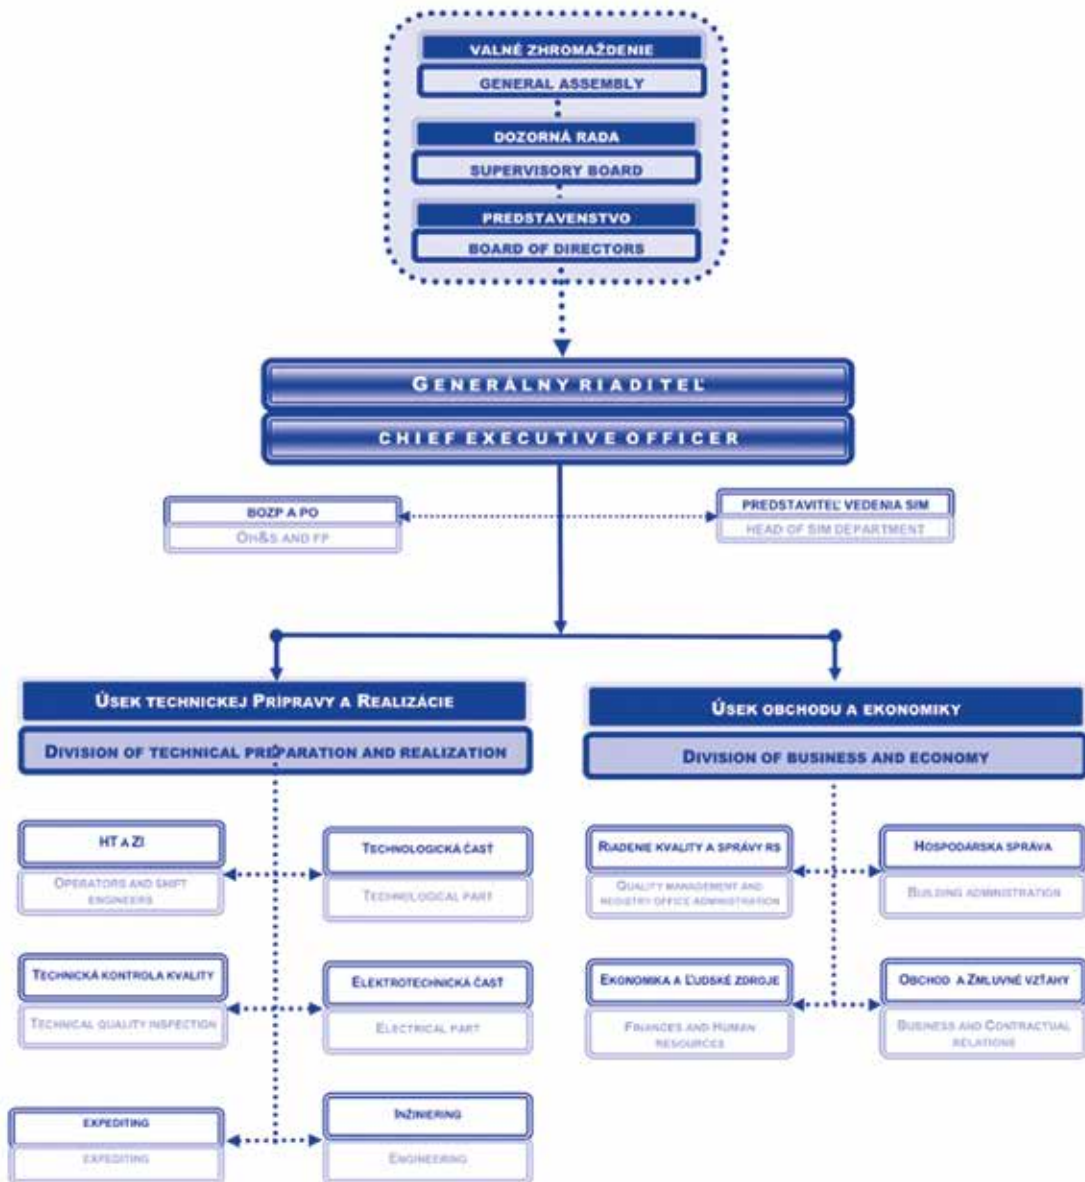 VALNÉ ZHROMAŽDENIE
GENERAL ASSEMBLY
DOZORNÁ RADA
SUPERVISORY BOARD
PREDSTAVENSTVO
BOARD OF DIRECTORS
GENERÁLNY RIADITEĽ
CHIEF EXECUTIVE OFFICER
BOZP A PO
OH&S AND FP
PREDSTAVITEĽ VEDENIA SIM
HEAD OF SIM DEPARTMENT
ÚSEK TECHNICKEJ PRÍPRAVY A REALIZÁCIE
DIVISION OF TECHNICAL PREPARATION AND REALIZATION
HT A ZI
OPERATORS AND SHIFT
ENGINEERS
TECHNOLOGICKÁ ČASŤ
TECHNOLOGICAL PART
TECHNICKÁ KONTROLA KVALITY
TECHNICAL QUALITY INSPECTION
ELEKTROTECHNICKÁ ČASŤ
ELECTRICAL PART
EXPEDITING
EXPEDITING
INŽINIERING
ENGINEERING
ÚSEK OBCHODU A EKONOMIKY
DIVISION OF BUSINESS AND ECONOMY
RIADENIE KVALITY A SPRÁVY RS
QUALITY MANAGEMENT AND
REGISTRY OFFICE ADMINISTRATION
HOSPODÁRSKA SPRÁVA
BUILDING ADMINISTRATION
EKONOMIKA A ĽUDSKÉ ZDROJE
FINANCES AND HUMAN
RESOURCES
OBCHOD A ZMLUVNÉ VZŤAHY
BUSINESS AND CONTRACTUAL
RELATIONS